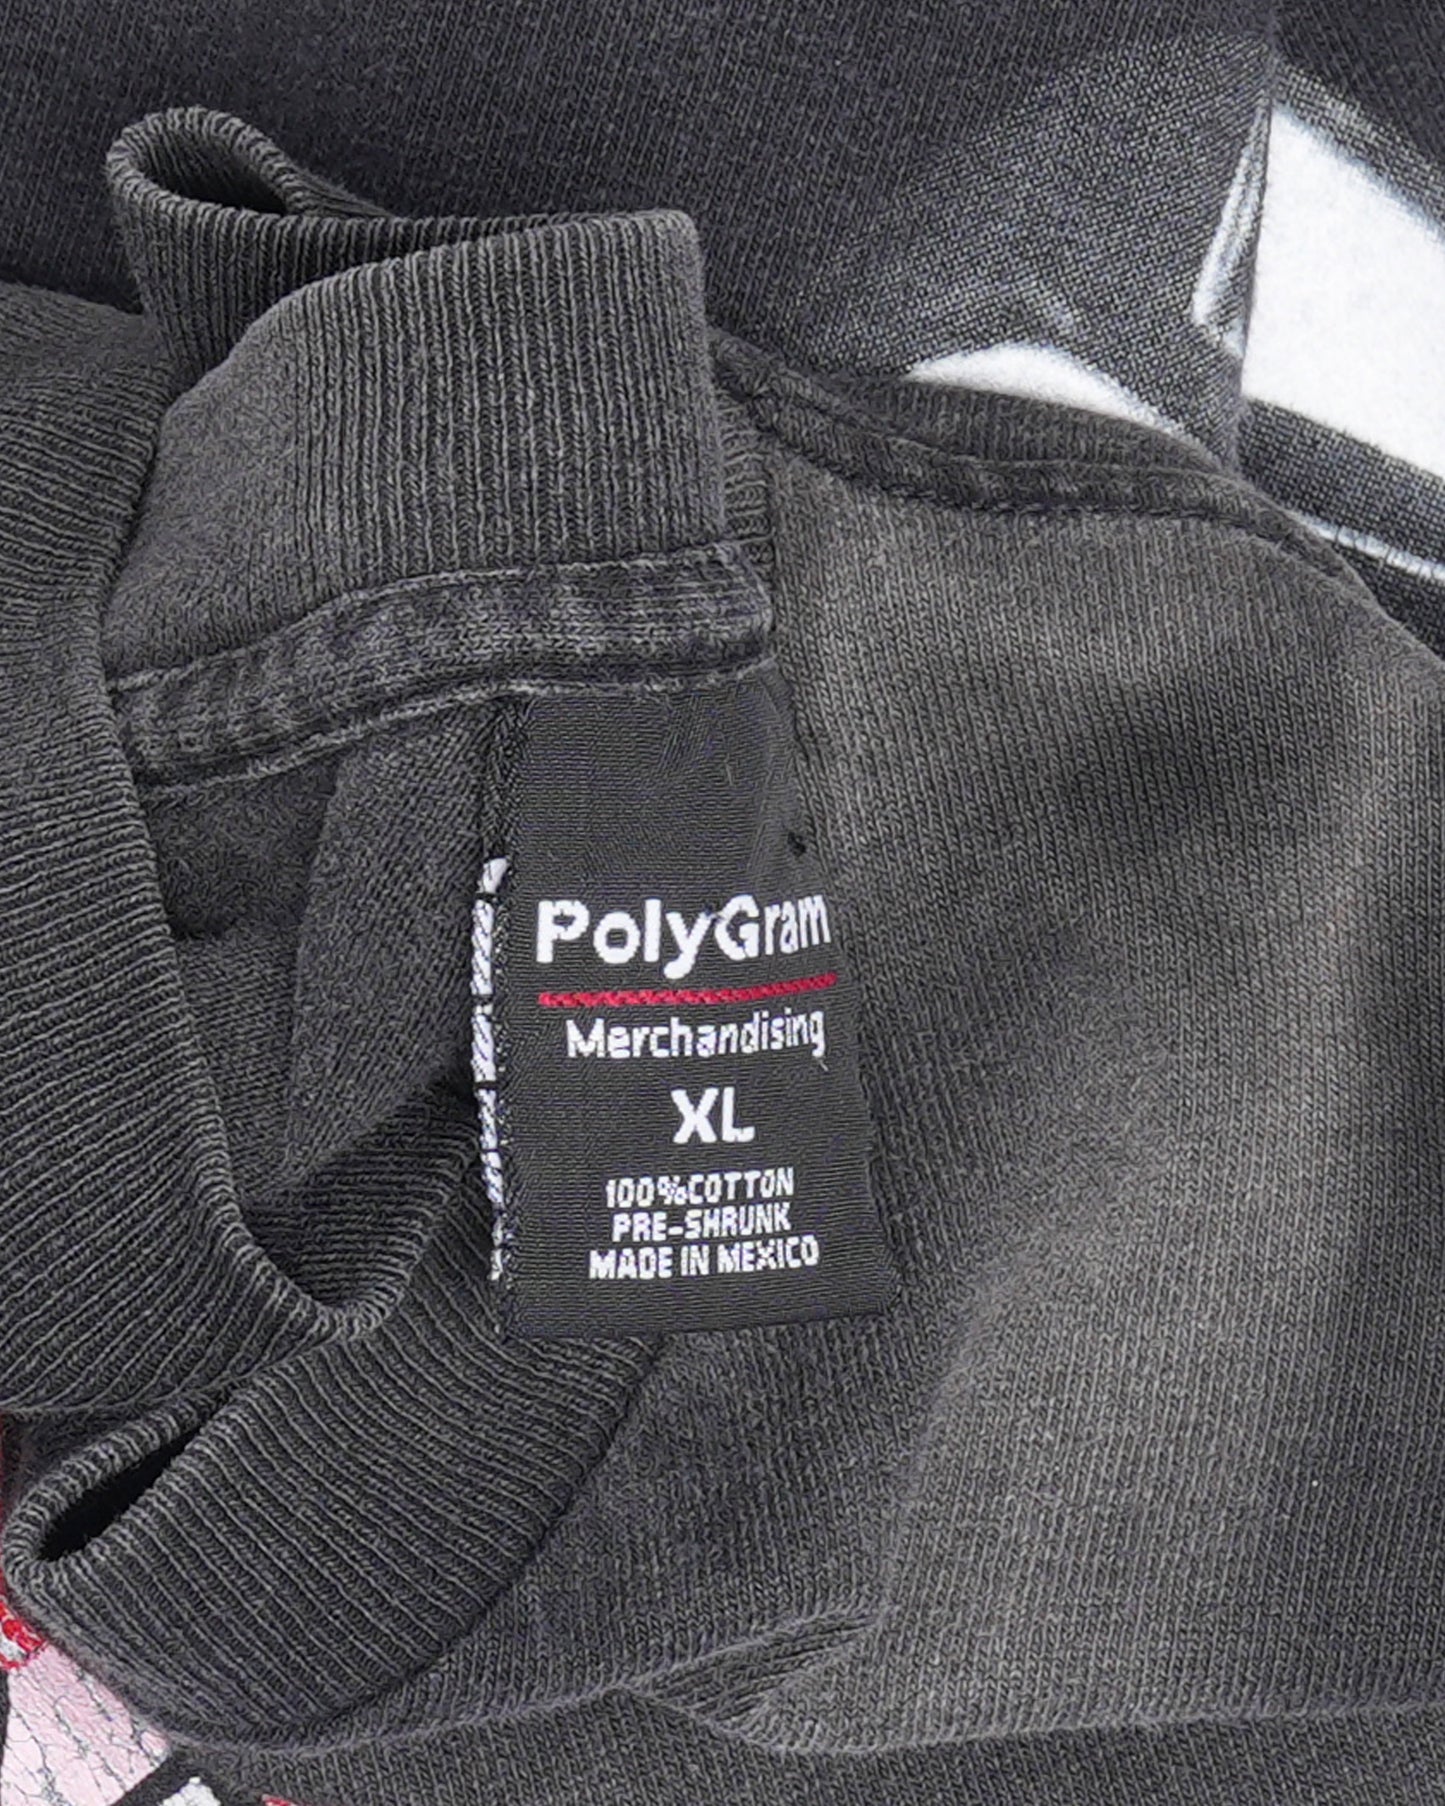 PolyGram
Merchandising
XL
100%COTTON
PRE-SHRUNK
MADE IN MEXICO